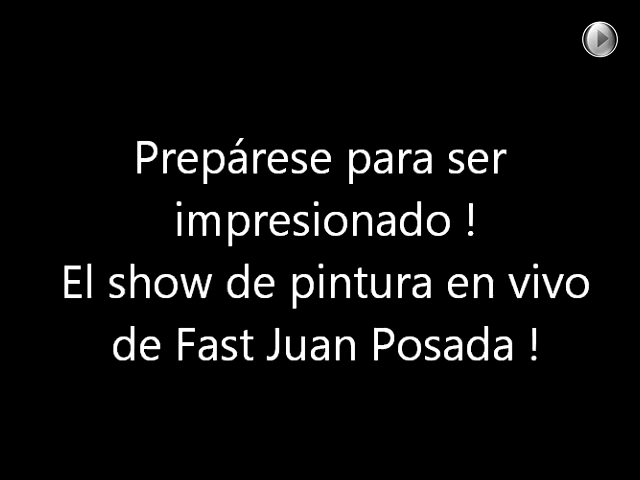 Prepárese para ser
impresionado !
El show de pintura en vivo
de Fast Juan Posada !